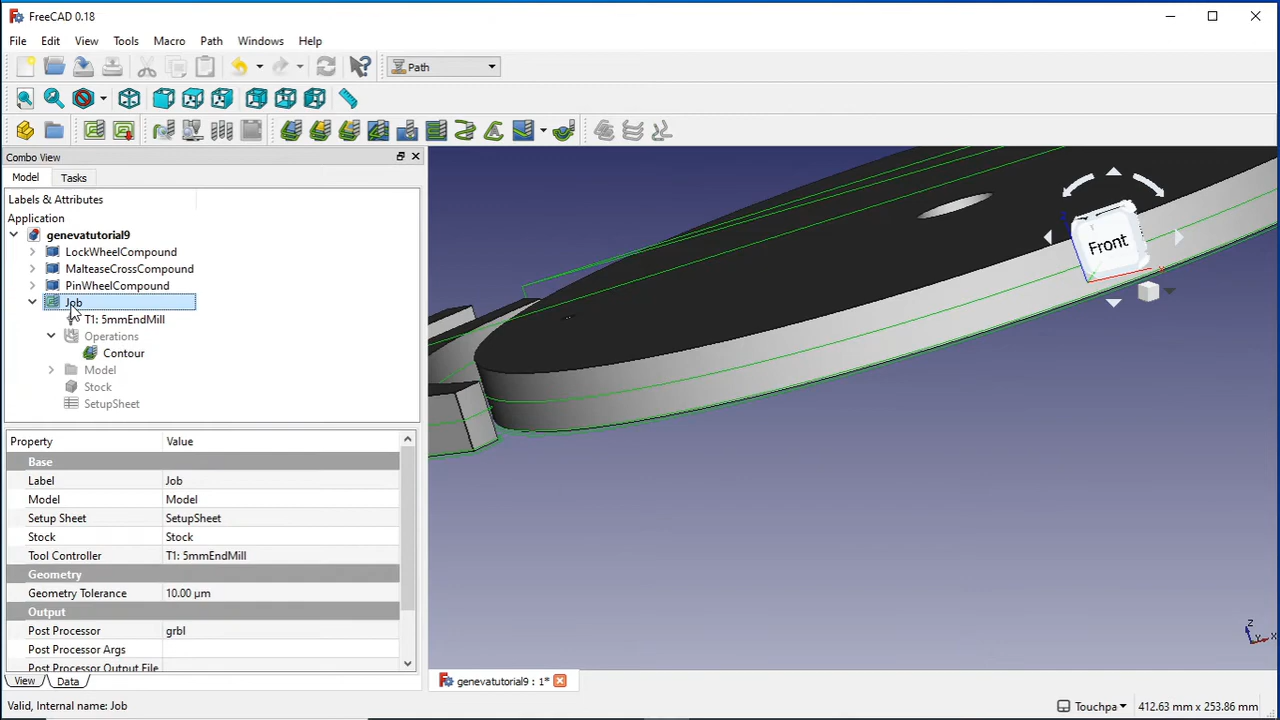 FreeCAD 0.18
File Edit View Tools Macro Path Windows Help
Path
Combo View
Model Tasks
Labels & Attributes
Application
genevatutorial9
LockWheelCompound
MalteaseCrossCompound
PinWheelCompound
Job
T1: 5mmEndMill
Operations
Contour
Model
Stock
SetupSheet
Property Value
Base
Label Job
Model Model
Setup Sheet SetupSheet
Stock Stock
Tool Controller T1: 5mmEndMill
Geometry
Geometry Tolerance 10.00 µm
Output
Post Processor grbl
Post Processor Args
Post Processor Output File
View Data
Front
Z
Y X
genevatutorial9 : 1*
Valid, Internal name: Job
Touchpa 412.63 mm x 253.86 mm